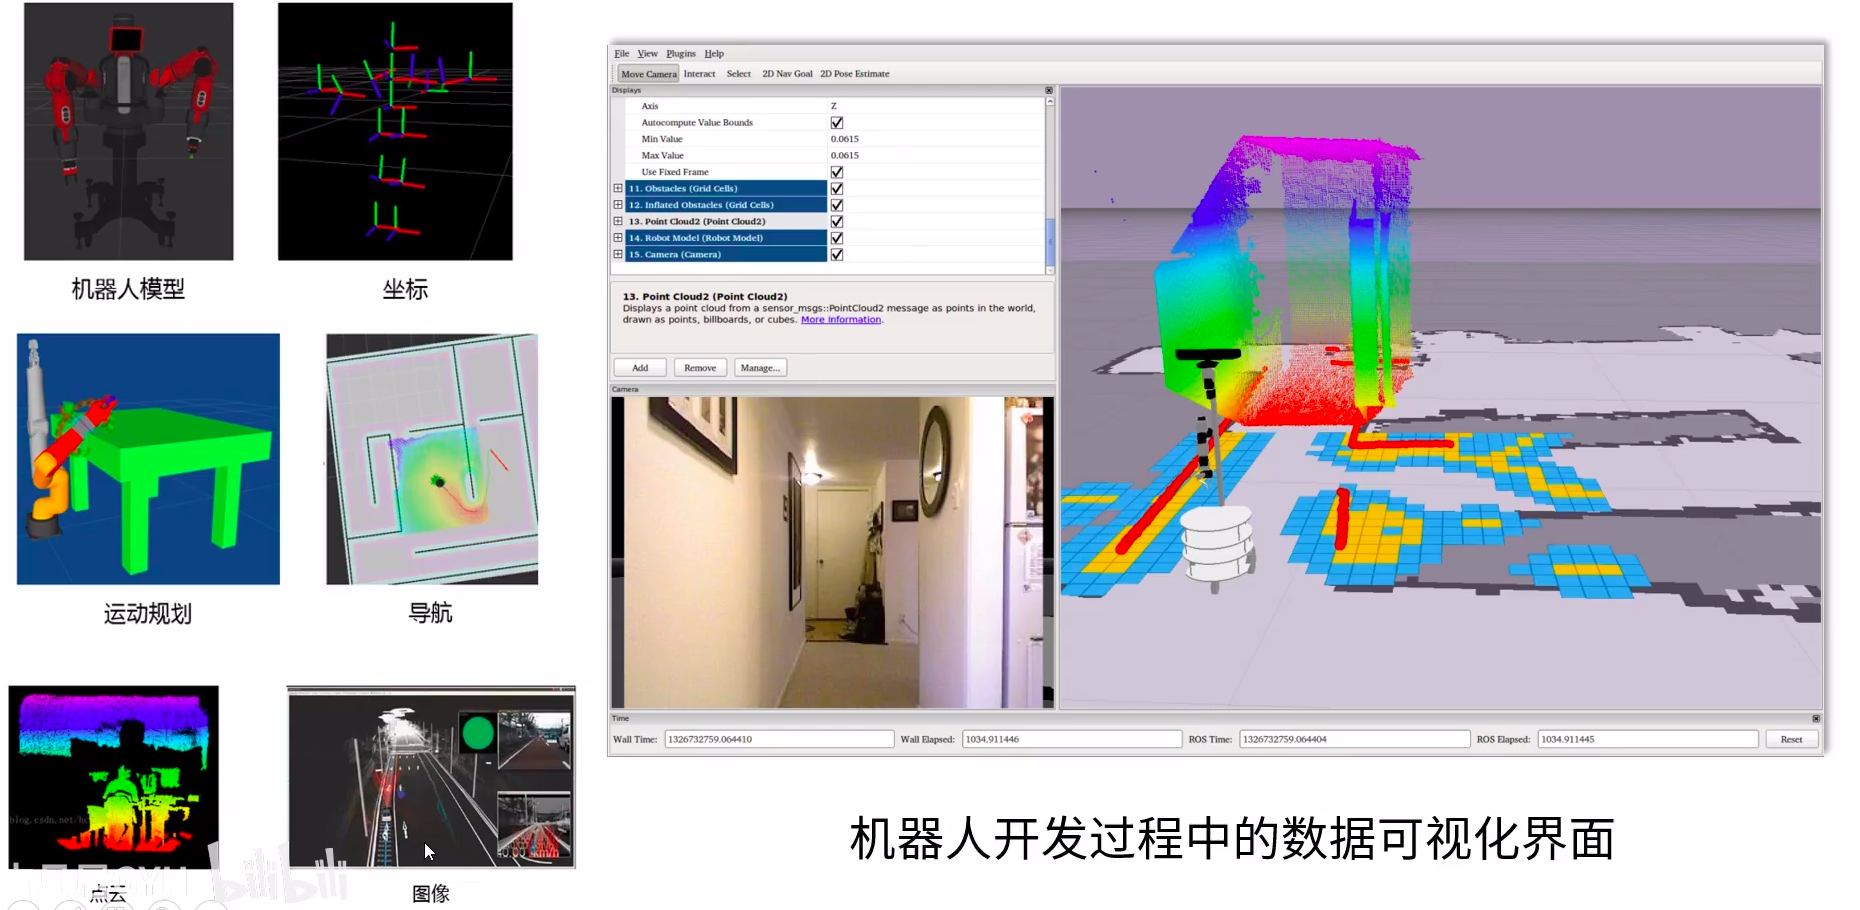 机器人模型
坐标
运动规划
导航
blog.csdn.net/hc
点云
图像
bilibili
File View Plugins Help
Move Camera Interact Select 2D Nav Goal 2D Pose Estimate
Displays
Axis Z
Autocompute Value Bounds
Min Value 0.0615
Max Value 0.0615
Use Fixed Frame
11. Obstacles (Grid Cells)
12. Inflated Obstacles (Grid Cells)
13. Point Cloud2 (Point Cloud2)
14. Robot Model (Robot Model)
15. Camera (Camera)
13. Point Cloud2 (Point Cloud2)
Displays a point cloud from a sensor_msgs::PointCloud2 message as points in the world,
drawn as points, billboards, or cubes. More Information.
Add Remove Manage...
Camera
Time
Wall Time: 1326732759.064410 Wall Elapsed: 1034.911446 ROS Time: 1326732759.064404 ROS Elapsed: 1034.911445 Reset
机器人开发过程中的数据可视化界面